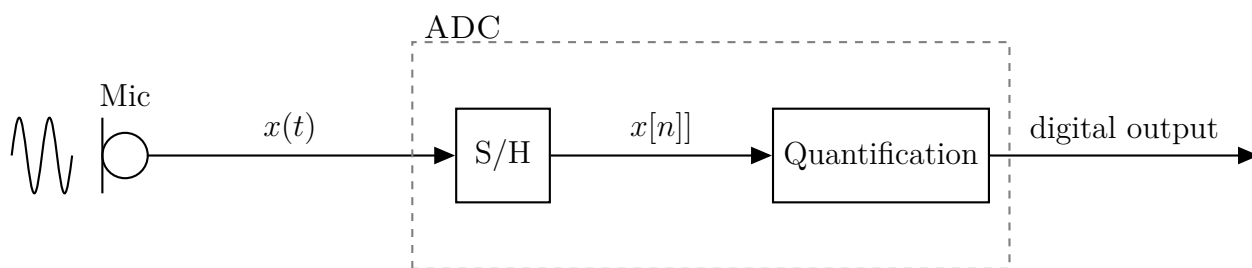 ADC
Mic
x(t)
S/H
x[n]]
Quantification
digital output